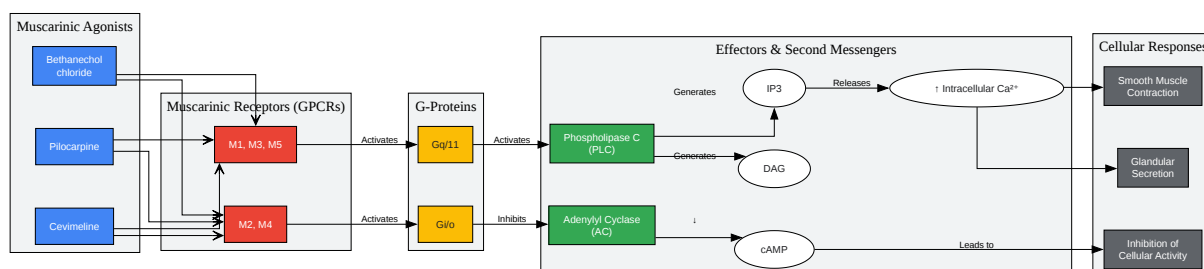 Muscarinic Agonists
Bethanechol
chloride
Pilocarpine
Cevimeline
Muscarinic Receptors (GPCRs)
M1, M3, M5
M2, M4
Activates
Activates
G-Proteins
Gq/11
Gi/o
Activates
Inhibits
Effectors & Second Messengers
Phospholipase C
(PLC)
Adenylyl Cyclase
(AC)
Generates
Generates
↓
IP3
DAG
cAMP
Releases
↑ Intracellular Ca²⁺
Leads to
Cellular Responses
Smooth Muscle
Contraction
Glandular
Secretion
Inhibition of
Cellular Activity